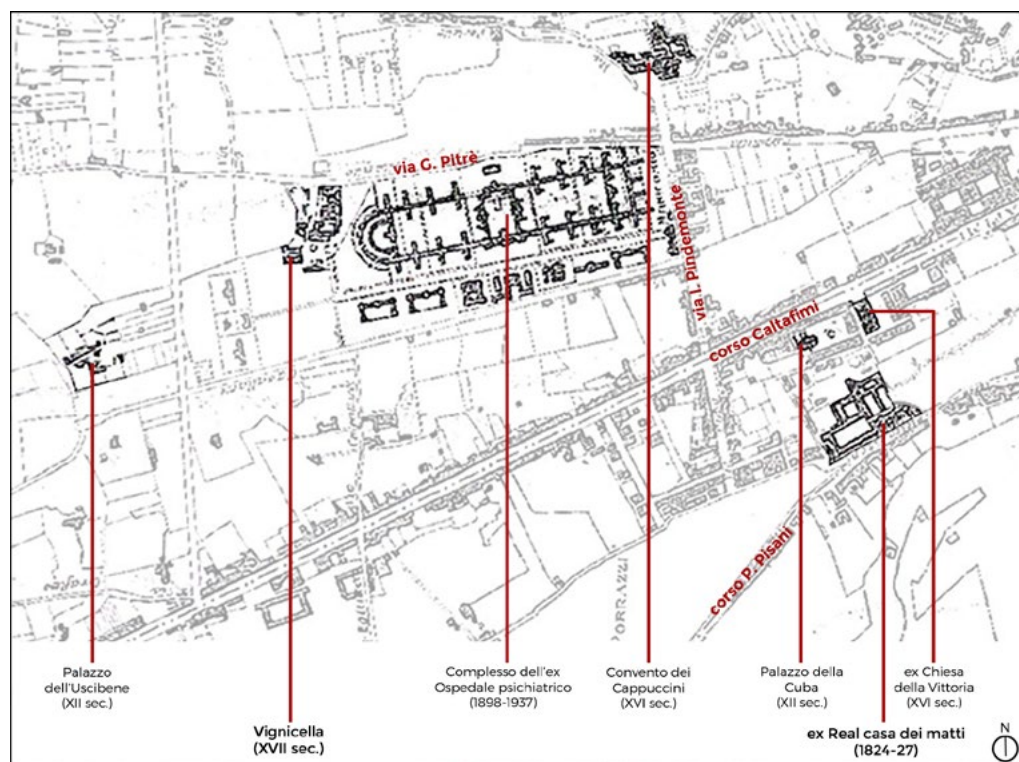 via G. Pitrè
via I. Pindemonte
corso Caltafimi
PORRAZZI
corso P. Pisani
Palazzo
dell'Uscibene
(XII sec.)
Vignicella
(XVII sec.)
Complesso dell'ex
Ospedale psichiatrico
(1898-1937)
Convento dei
Cappuccini
(XVI sec.)
Palazzo della
Cuba
(XII sec.)
ex Real casa dei matti
(1824-27)
ex Chiesa
della Vittoria
(XVI sec.)
N